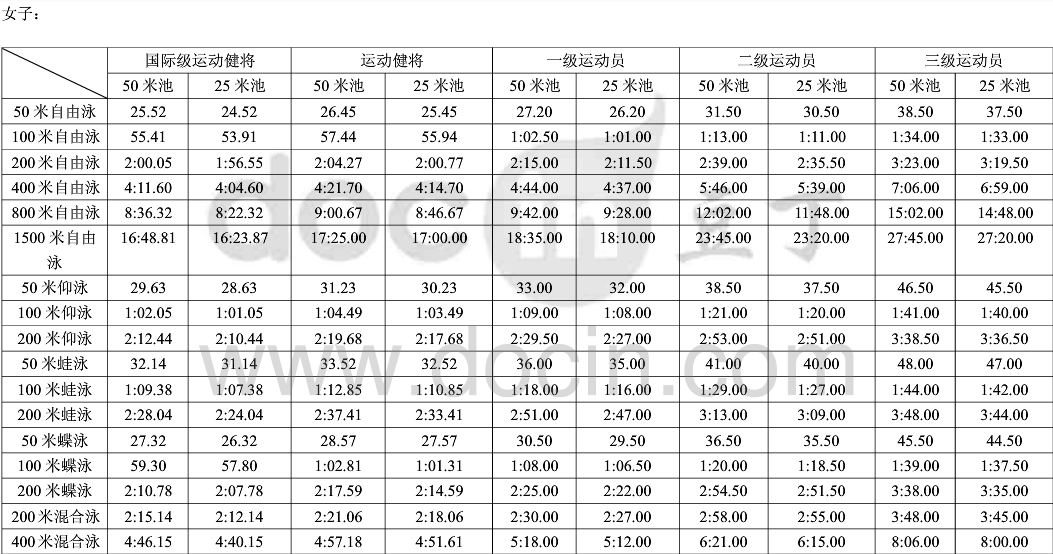 女子：
国际级运动健将 运动健将 一级运动员 二级运动员 三级运动员
50 米池 25 米池 50 米池 25 米池 50 米池 25 米池 50 米池 25 米池 50 米池 25 米池
50 米自由泳 25.52 24.52 26.45 25.45 27.20 26.20 31.50 30.50 38.50 37.50
100 米自由泳 55.41 53.91 57.44 55.94 1:02.50 1:01.00 1:13.00 1:11.00 1:34.00 1:33.00
200 米自由泳 2:00.05 1:56.55 2:04.27 2:00.77 2:15.00 2:11.50 2:39.00 2:35.50 3:23.00 3:19.50
400 米自由泳 4:11.60 4:04.60 4:21.70 4:14.70 4:44.00 4:37.00 5:46.00 5:39.00 7:06.00 6:59.00
800 米自由泳 8:36.32 8:22.32 9:00.67 8:46.67 9:42.00 9:28.00 12:02.00 11:48.00 15:02.00 14:48.00
1500 米自由 16:48.81 16:23.87 17:25.00 17:00.00 18:35.00 18:10.00 23:45.00 23:20.00 27:45.00 27:20.00
泳
50 米仰泳 29.63 28.63 31.23 30.23 33.00 32.00 38.50 37.50 46.50 45.50
100 米仰泳 1:02.05 1:01.05 1:04.49 1:03.49 1:09.00 1:08.00 1:21.00 1:20.00 1:41.00 1:40.00
200 米仰泳 2:12.44 2:10.44 2:19.68 2:17.68 2:29.50 2:27.00 2:53.00 2:51.00 3:38.50 3:36.50
50 米蛙泳 32.14 31.14 33.52 32.52 36.00 35.00 41.00 40.00 48.00 47.00
100 米蛙泳 1:09.38 1:07.38 1:12.85 1:10.85 1:18.00 1:16.00 1:29.00 1:27.00 1:44.00 1:42.00
200 米蛙泳 2:28.04 2:24.04 2:37.41 2:33.41 2:51.00 2:47.00 3:13.00 3:09.00 3:48.00 3:44.00
50 米蝶泳 27.32 26.32 28.57 27.57 30.50 29.50 36.50 35.50 45.50 44.50
100 米蝶泳 59.30 57.80 1:02.81 1:01.31 1:08.00 1:06.50 1:20.00 1:18.50 1:39.00 1:37.50
200 米蝶泳 2:10.78 2:07.78 2:17.59 2:14.59 2:25.00 2:22.00 2:54.50 2:51.50 3:38.00 3:35.00
200 米混合泳 2:15.14 2:12.14 2:21.06 2:18.06 2:30.00 2:27.00 2:58.00 2:55.00 3:48.00 3:45.00
400 米混合泳 4:46.15 4:40.15 4:57.18 4:51.61 5:18.00 5:12.00 6:21.00 6:15.00 8:06.00 8:00.00
docin 豆丁
www.docin.com